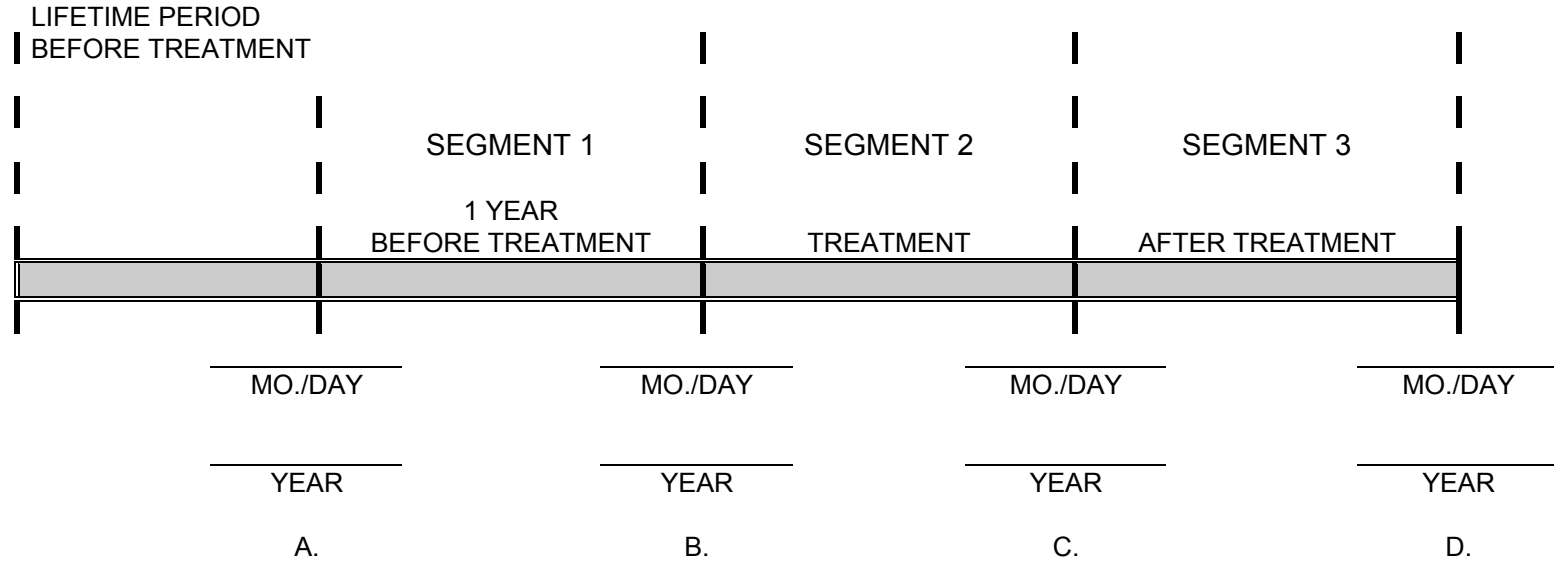 LIFETIME PERIOD
BEFORE TREATMENT
SEGMENT 1 SEGMENT 2 SEGMENT 3
1 YEAR
BEFORE TREATMENT TREATMENT AFTER TREATMENT
MO./DAY MO./DAY MO./DAY MO./DAY
YEAR YEAR YEAR YEAR
A. B. C. D.